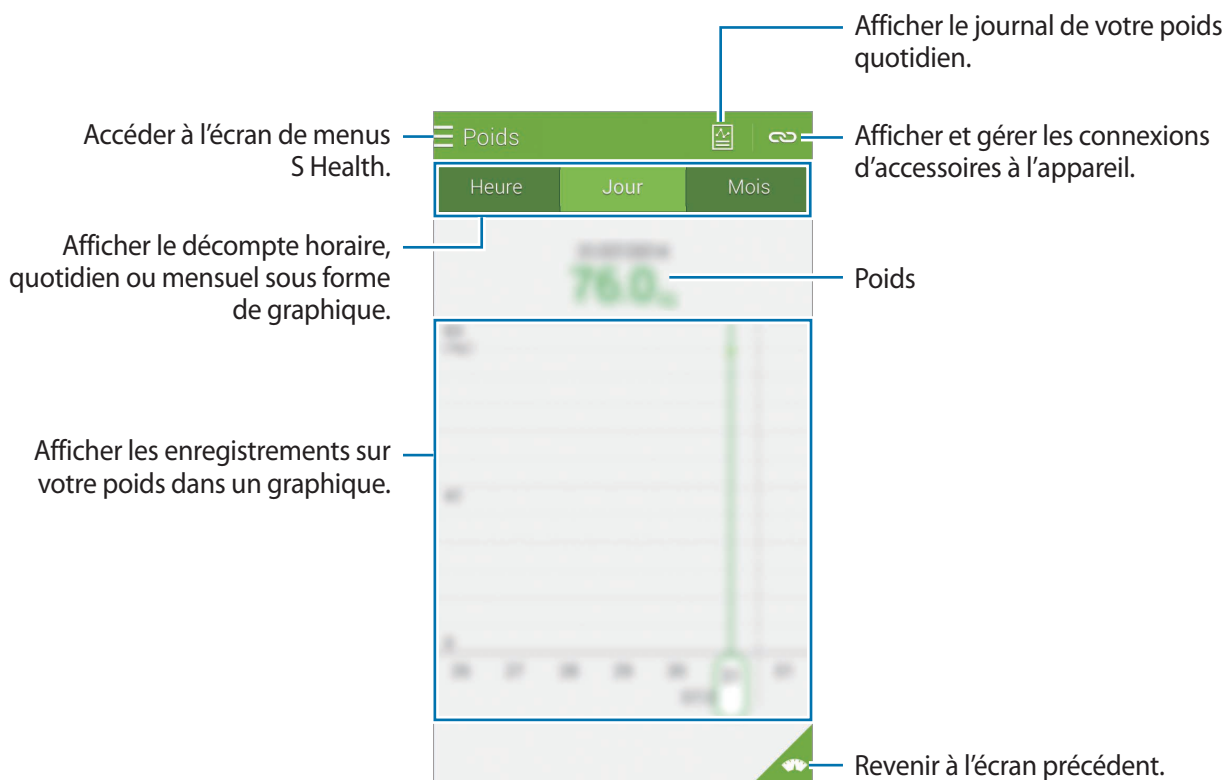 Afficher le journal de votre poids
quotidien.
Accéder à l'écran de menus
S Health.
Poids
Afficher et gérer les connexions
d'accessoires à l'appareil.
Heure
Jour
Mois
Afficher le décompte horaire,
quotidien ou mensuel sous forme
de graphique.
76.0
Poids
Afficher les enregistrements sur
votre poids dans un graphique.
Revenir à l'écran précédent.